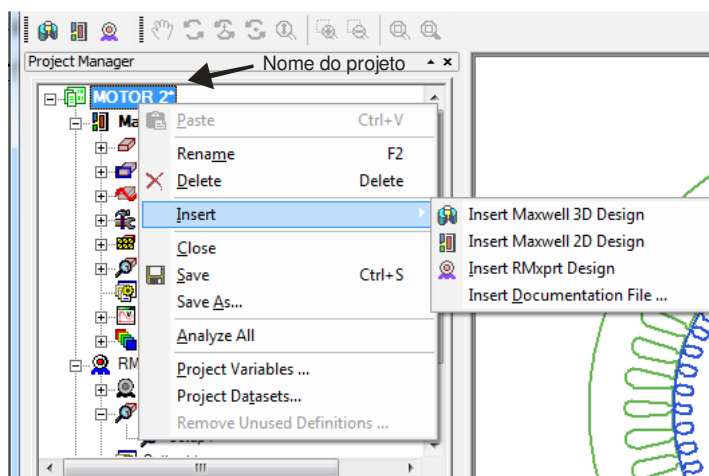 Project Manager
Nome do projeto
MOTOR 2*
Ma
Paste Ctrl+V
Rename F2
Delete Delete
Insert
Insert Maxwell 3D Design
Insert Maxwell 2D Design
Insert RMxprt Design
Insert Documentation File ...
Close
Save Ctrl+S
Save As...
Analyze All
RM
Project Variables ...
Project Datasets...
Remove Unused Definitions ...